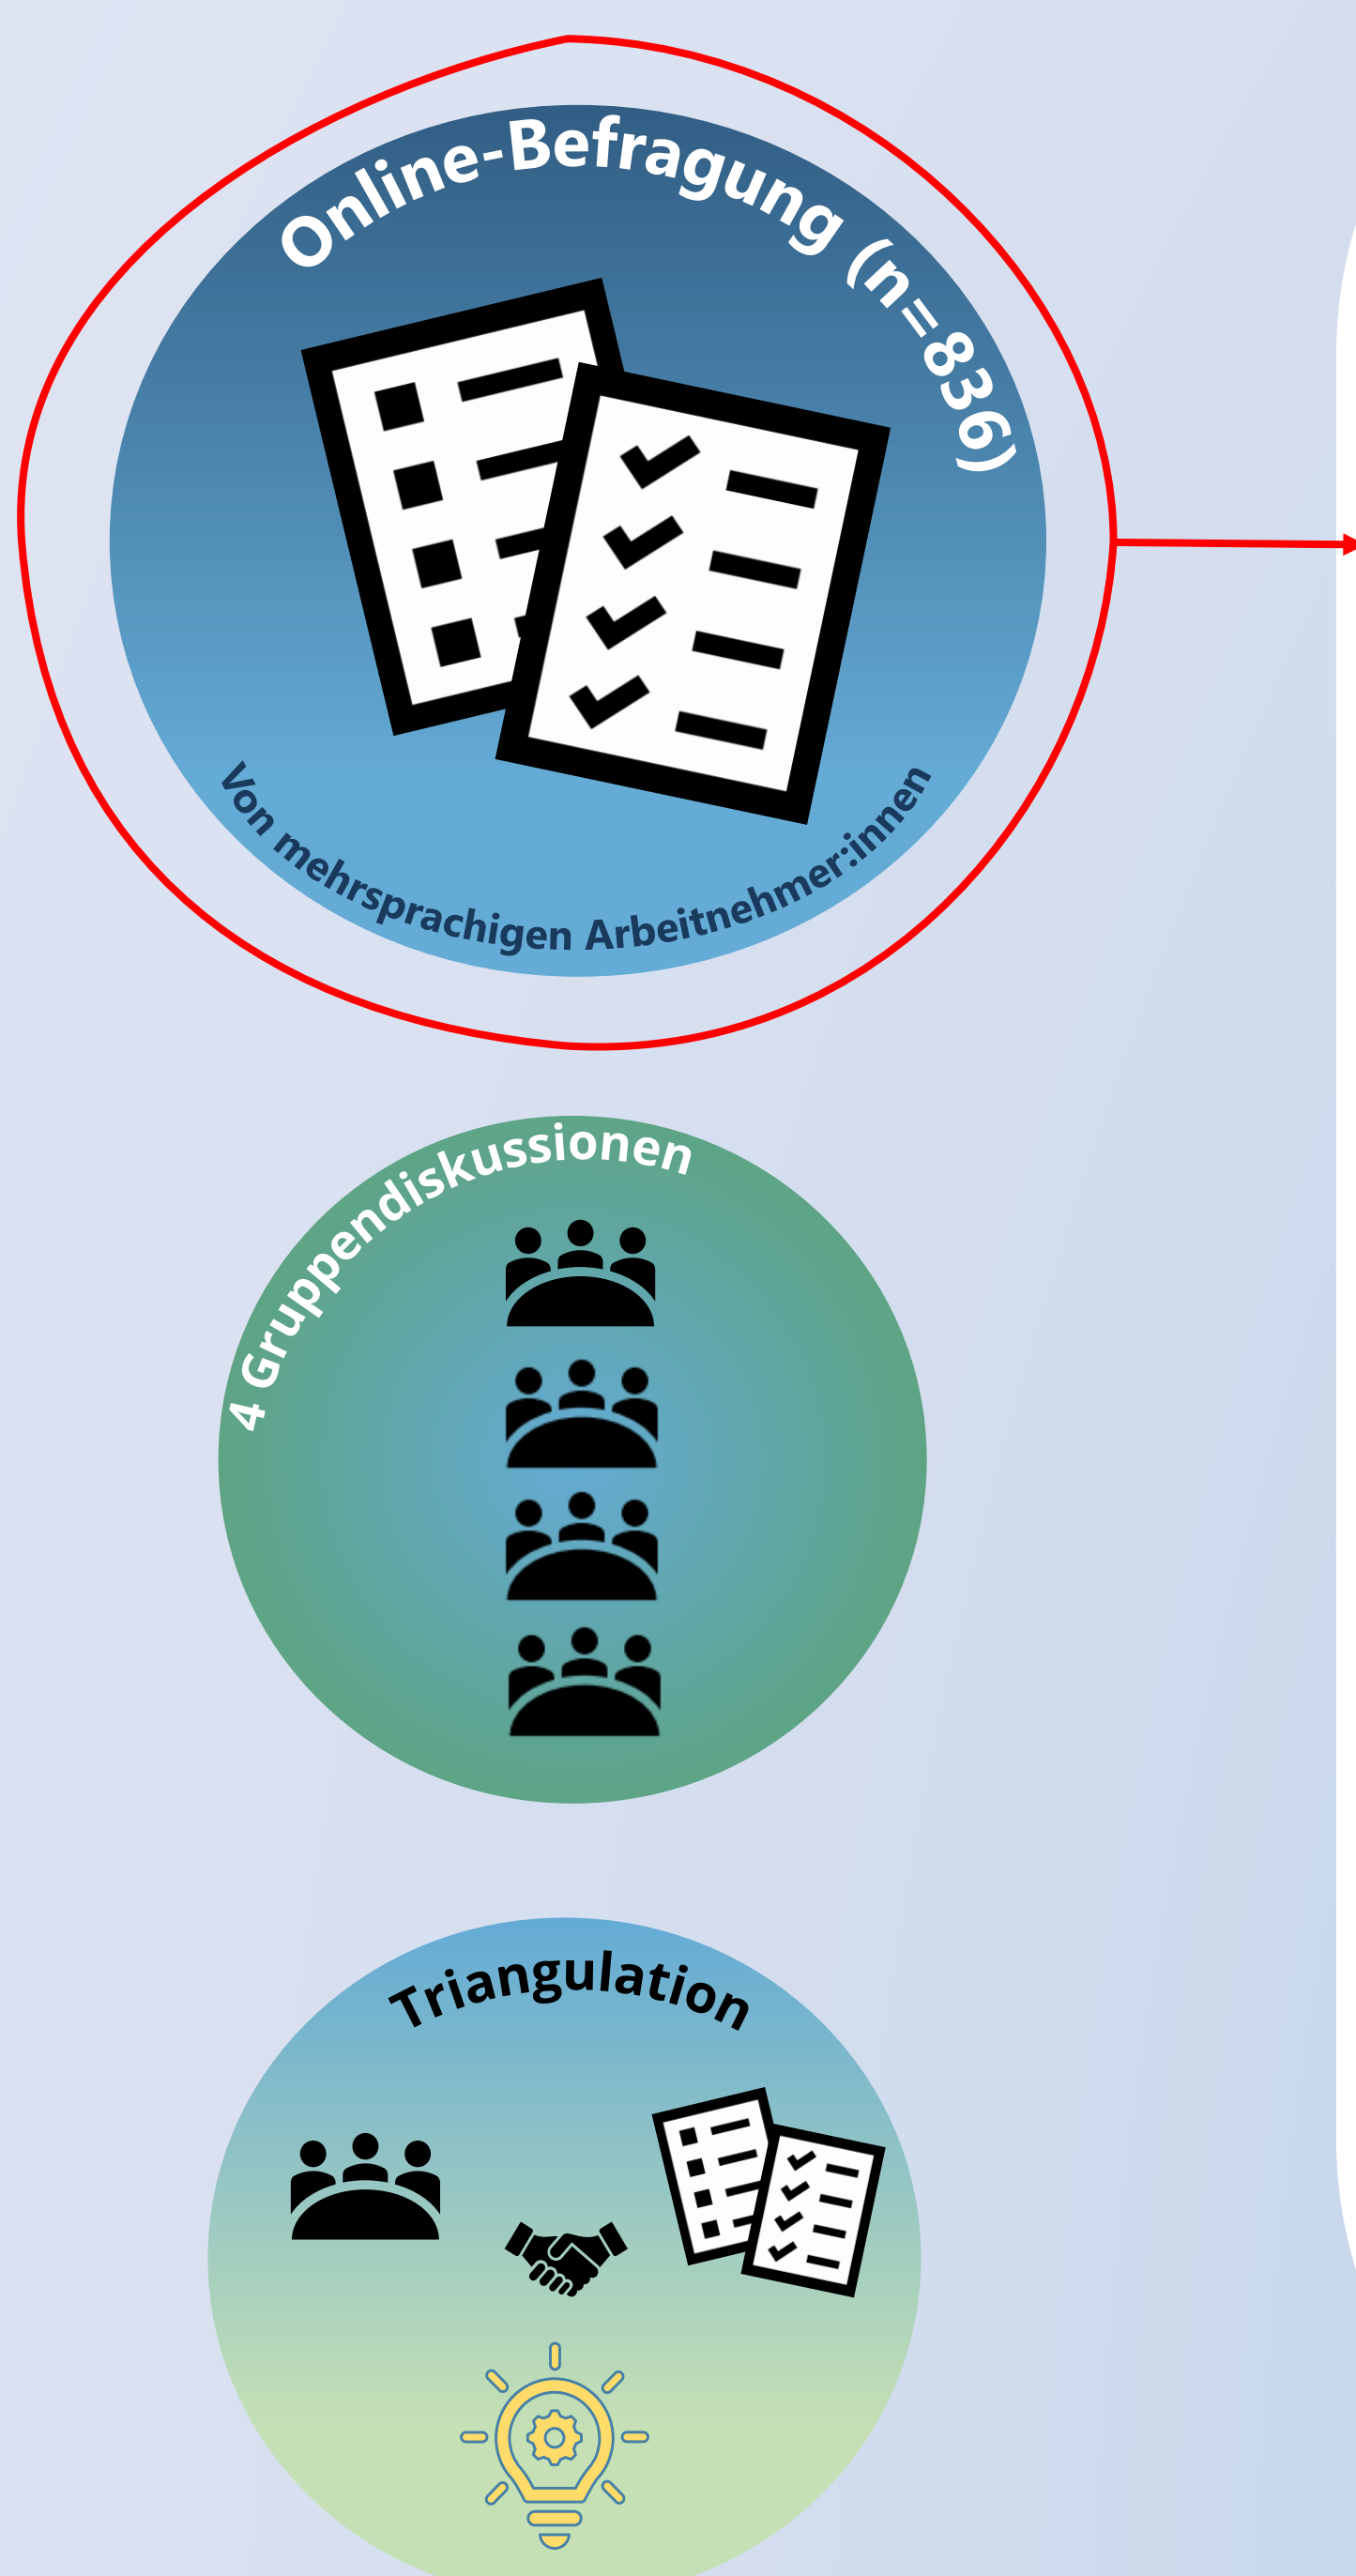 Online-Befragung (n=836)
Von mehrsprachigen Arbeitnehmer:innen
4 Gruppendiskussionen
Triangulation